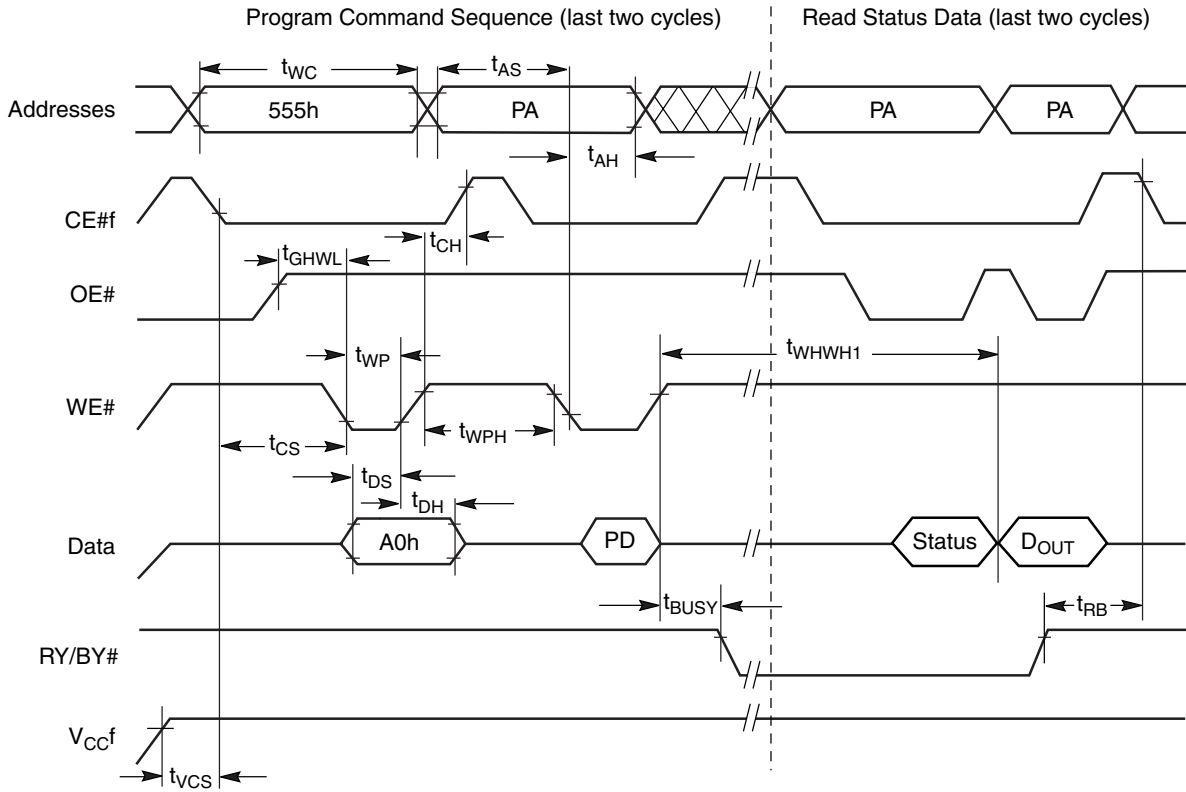 Program Command Sequence (last two cycles)
Read Status Data (last two cycles)
tWC
tAS
Addresses
555h
PA
PA
PA
tAH
CE#f
tCH
tGHWL
OE#
tWP
tWHWH1
WE#
tCS
tWPH
tDS
tDH
Data
A0h
PD
Status
DOUT
tBUSY
tRB
RY/BY#
VCCf
tVCS